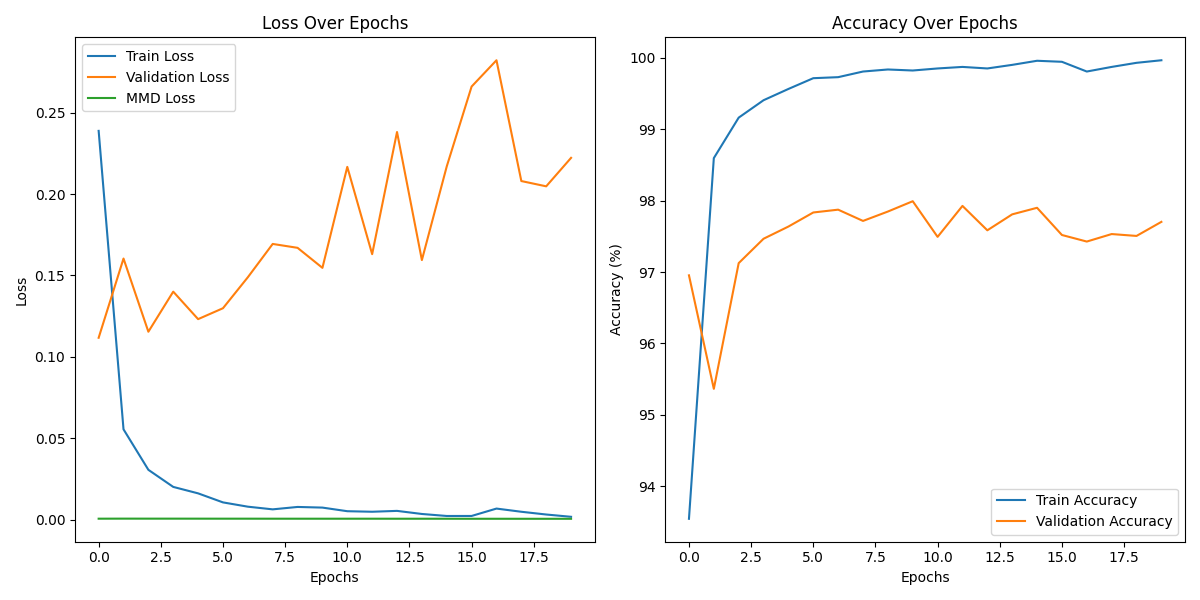 Loss Over Epochs
Train Loss
Validation Loss
MMD Loss
0.25
0.20
0.15
0.10
0.05
0.00
Loss
0.0 2.5 5.0 7.5 10.0 12.5 15.0 17.5
Epochs
Accuracy Over Epochs
100
99
98
97
96
95
94
Accuracy (%)
Train Accuracy
Validation Accuracy
0.0 2.5 5.0 7.5 10.0 12.5 15.0 17.5
Epochs